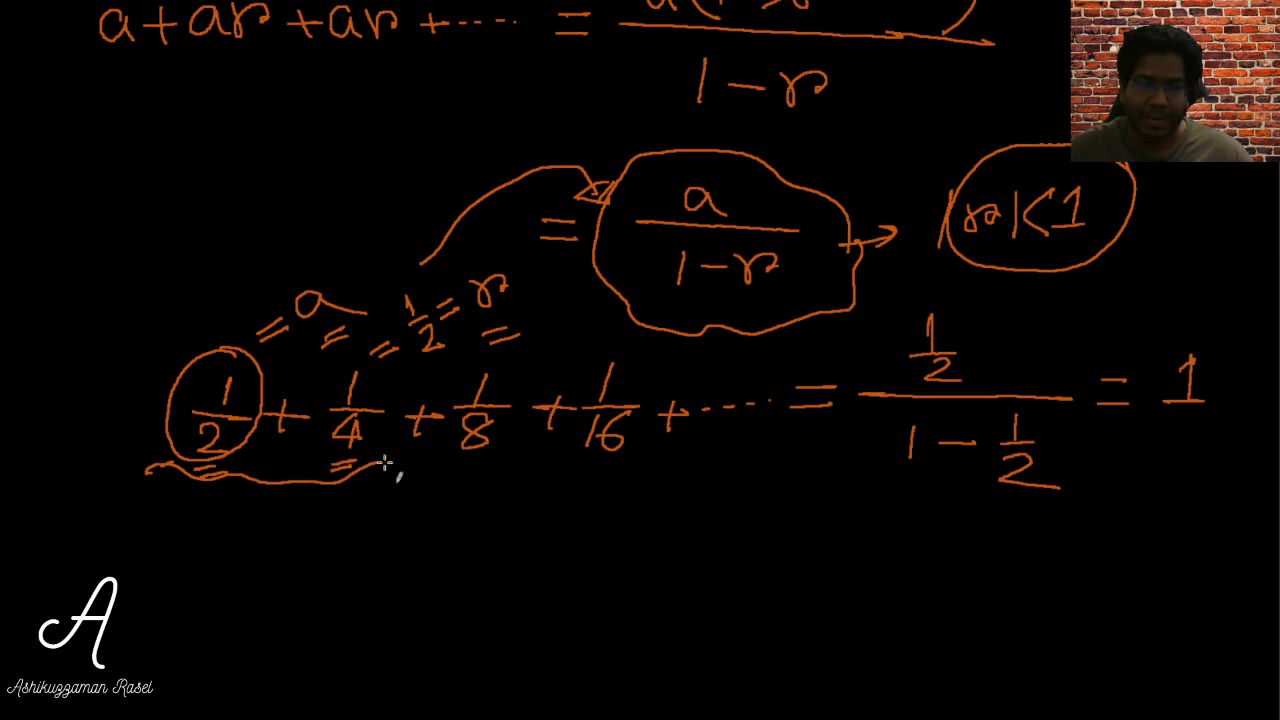 a + ar + ar + ····· = 
1 - r
= a / (1 - r) → |r| < 1
= a = = 1/2 = r =
1/2 + 1/4 + 1/8 + 1/16 + ····· = (1/2) / (1 - 1/2) = 1
A
Ashikuzzaman Rasel